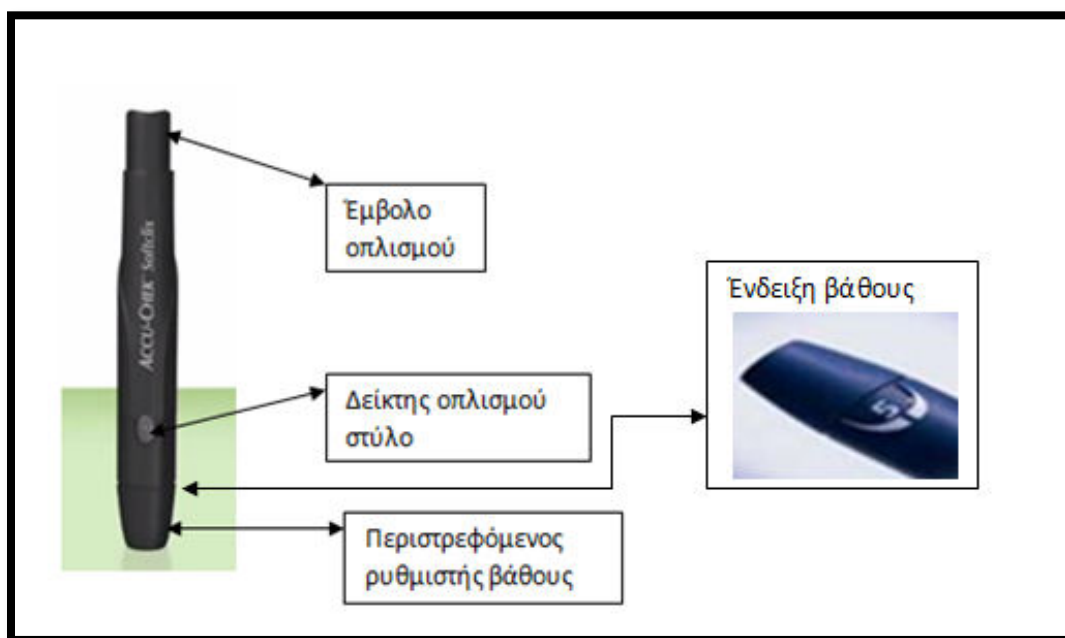 Έμβολο
οπλισμού
ACCU-CHEK Softclix
Ένδειξη βάθους
5
Δείκτης οπλισμού
στύλο
Περιστρεφόμενος
ρυθμιστής βάθους